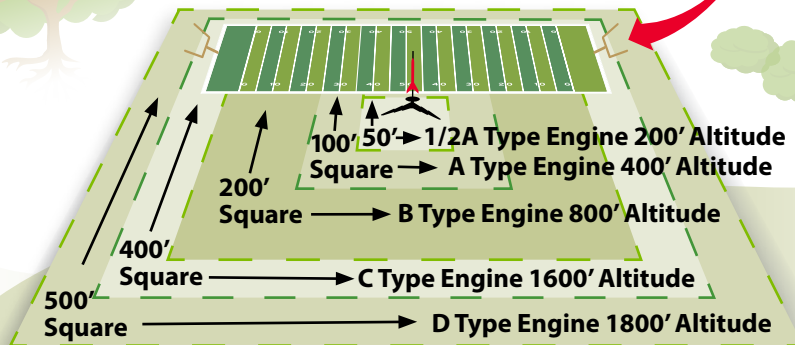 100' 50' 1/2A Type Engine 200' Altitude
Square A Type Engine 400' Altitude
200'
Square B Type Engine 800' Altitude
400'
Square C Type Engine 1600' Altitude
500'
Square D Type Engine 1800' Altitude